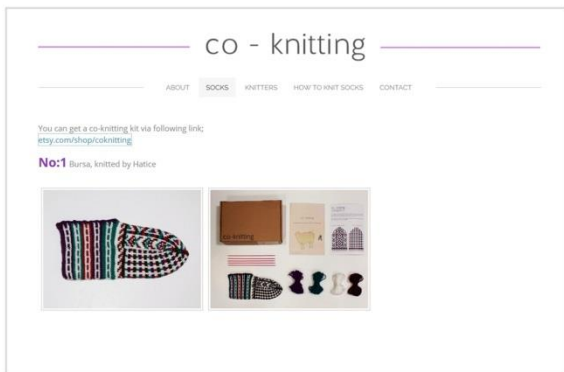 co - knitting
ABOUT SOCKS KNITTERS HOW TO KNIT SOCKS CONTACT
You can get a co-knitting kit via following link;
etsy.com/shop/coknitting
No:1 Bursa, knitted by Hatice
co-knitting